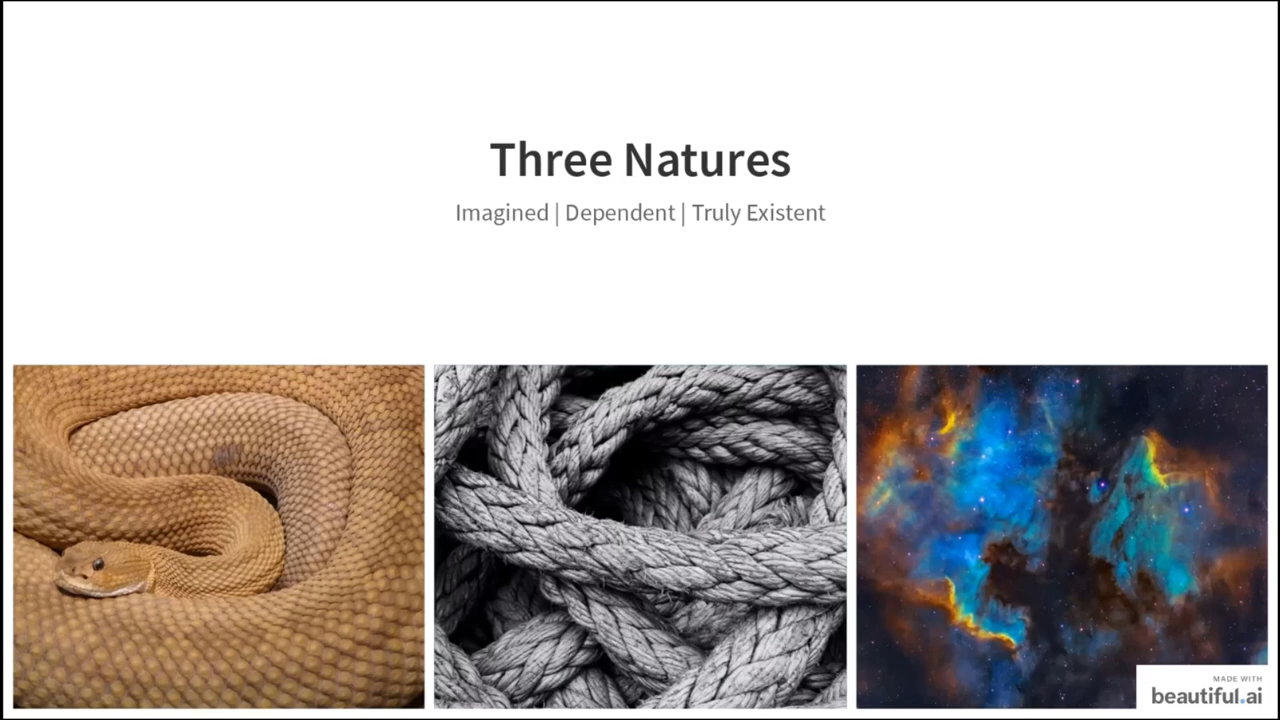 Three Natures
Imagined | Dependent | Truly Existent
MADE WITH
beautiful.ai